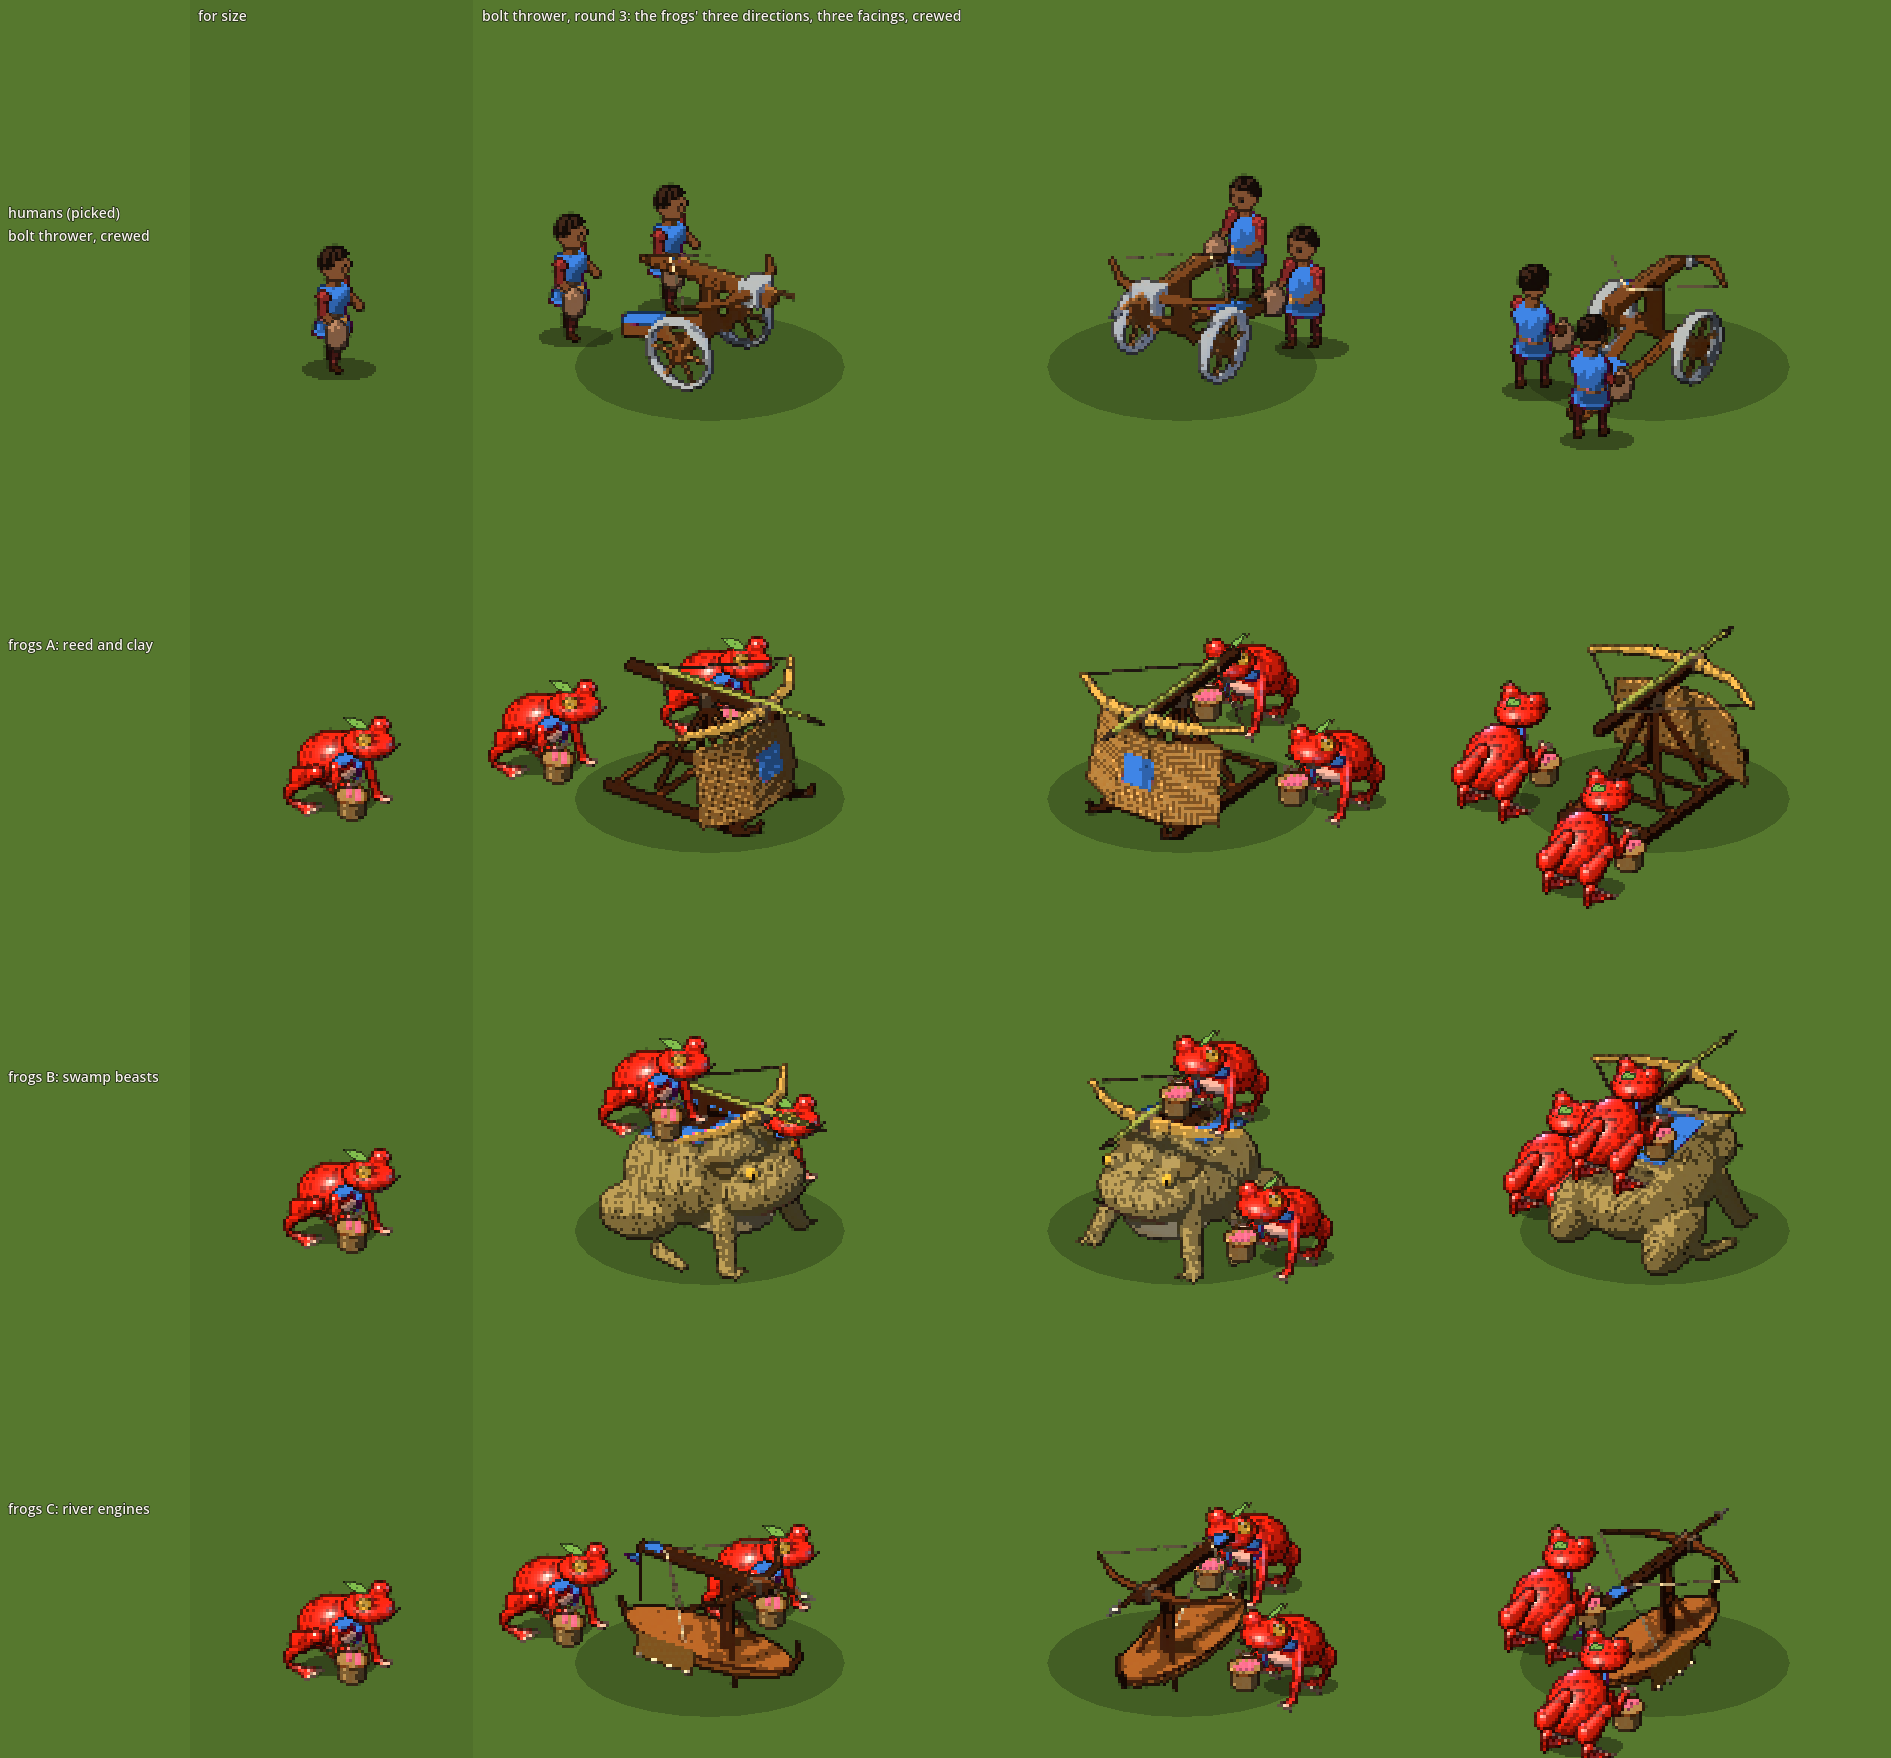 for size
bolt thrower, round 3: the frogs' three directions, three facings, crewed
humans (picked)
bolt thrower, crewed
frogs A: reed and clay
frogs B: swamp beasts
frogs C: river engines